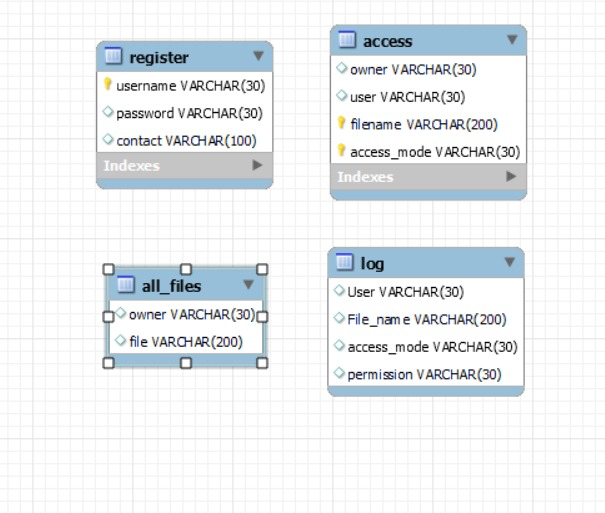 register
username VARCHAR(30)
password VARCHAR(30)
contact VARCHAR(100)
Indexes
access
owner VARCHAR(30)
user VARCHAR(30)
filename VARCHAR(200)
access_mode VARCHAR(30)
Indexes
all_files
owner VARCHAR(30)
file VARCHAR(200)
log
User VARCHAR(30)
File_name VARCHAR(200)
access_mode VARCHAR(30)
permission VARCHAR(30)